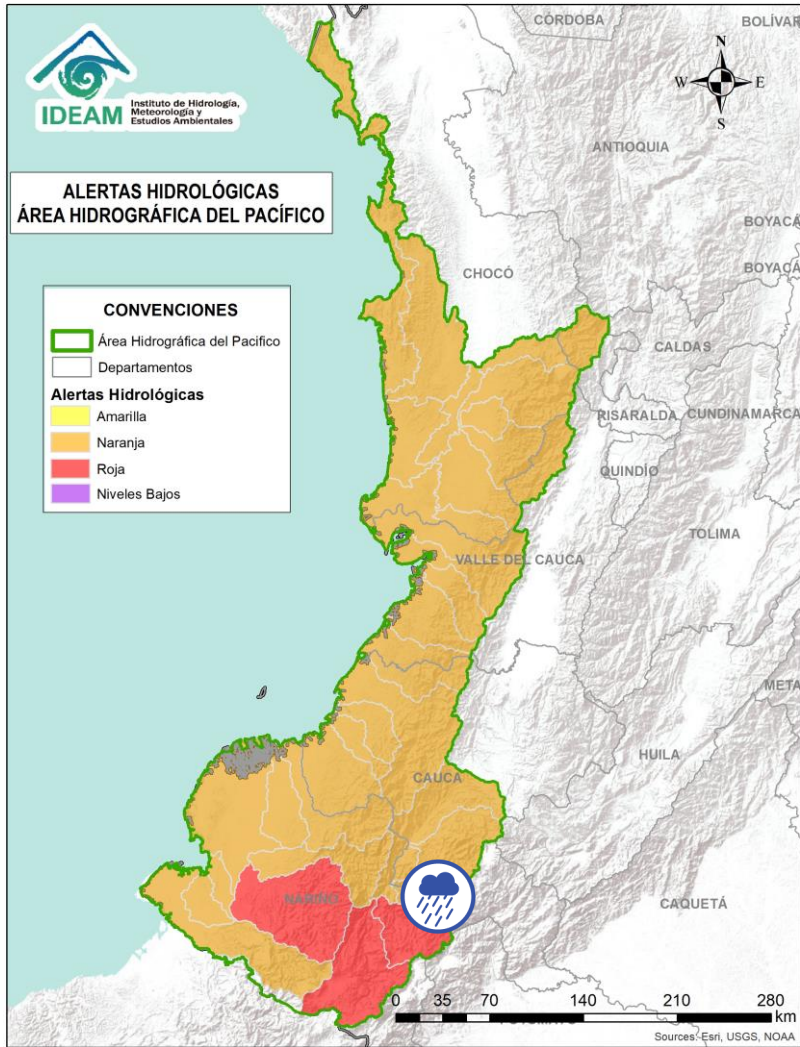 CÓRDOBA
BOLÍVAR
IDEAM
Instituto de Hidrología,
Meteorología y
Estudios Ambientales
N
W E
S
ANTIOQUIA
ALERTAS HIDROLÓGICAS
ÁREA HIDROGRÁFICA DEL PACÍFICO
BOYACÁ
CHOCÓ
BOYACÁ
CONVENCIONES
Área Hidrográfica del Pacifico
Departamentos
Alertas Hidrológicas
Amarilla
Naranja
Roja
Niveles Bajos
CALDAS
RISARALDA
CUNDINAMARCA
QUINDÍO
TOLIMA
VALLE DEL CAUCA
META
HUILA
CAUCA
NARIÑO
CAQUETÁ
0 35 70 140 210 280
km
Sources: Esri, USGS, NOAA